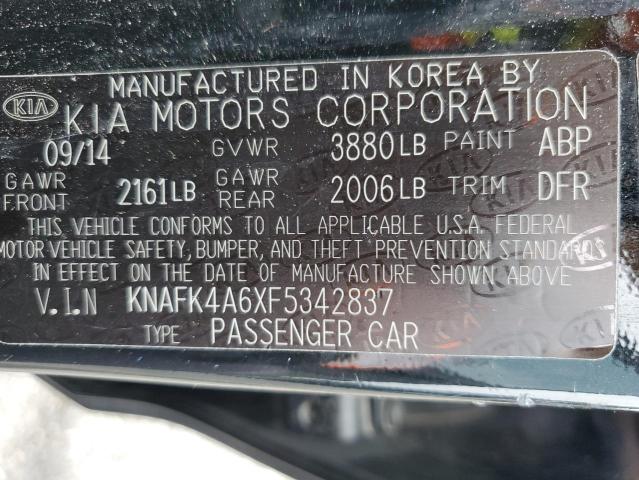 MANUFACTURED IN KOREA BY
KIA KIA MOTORS CORPORATION
09/14 GVWR 3880LB PAINT ABP
GAWR FRONT 2161LB GAWR REAR 2006LB TRIM DFR
THIS VEHICLE CONFORMS TO ALL APPLICABLE U.S.A. FEDERAL
MOTOR VEHICLE SAFETY, BUMPER, AND THEFT PREVENTION STANDARDS
IN EFFECT ON THE DATE OF MANUFACTURE SHOWN ABOVE
V.I.N KNAFK4A6XF5342837
TYPE PASSENGER CAR